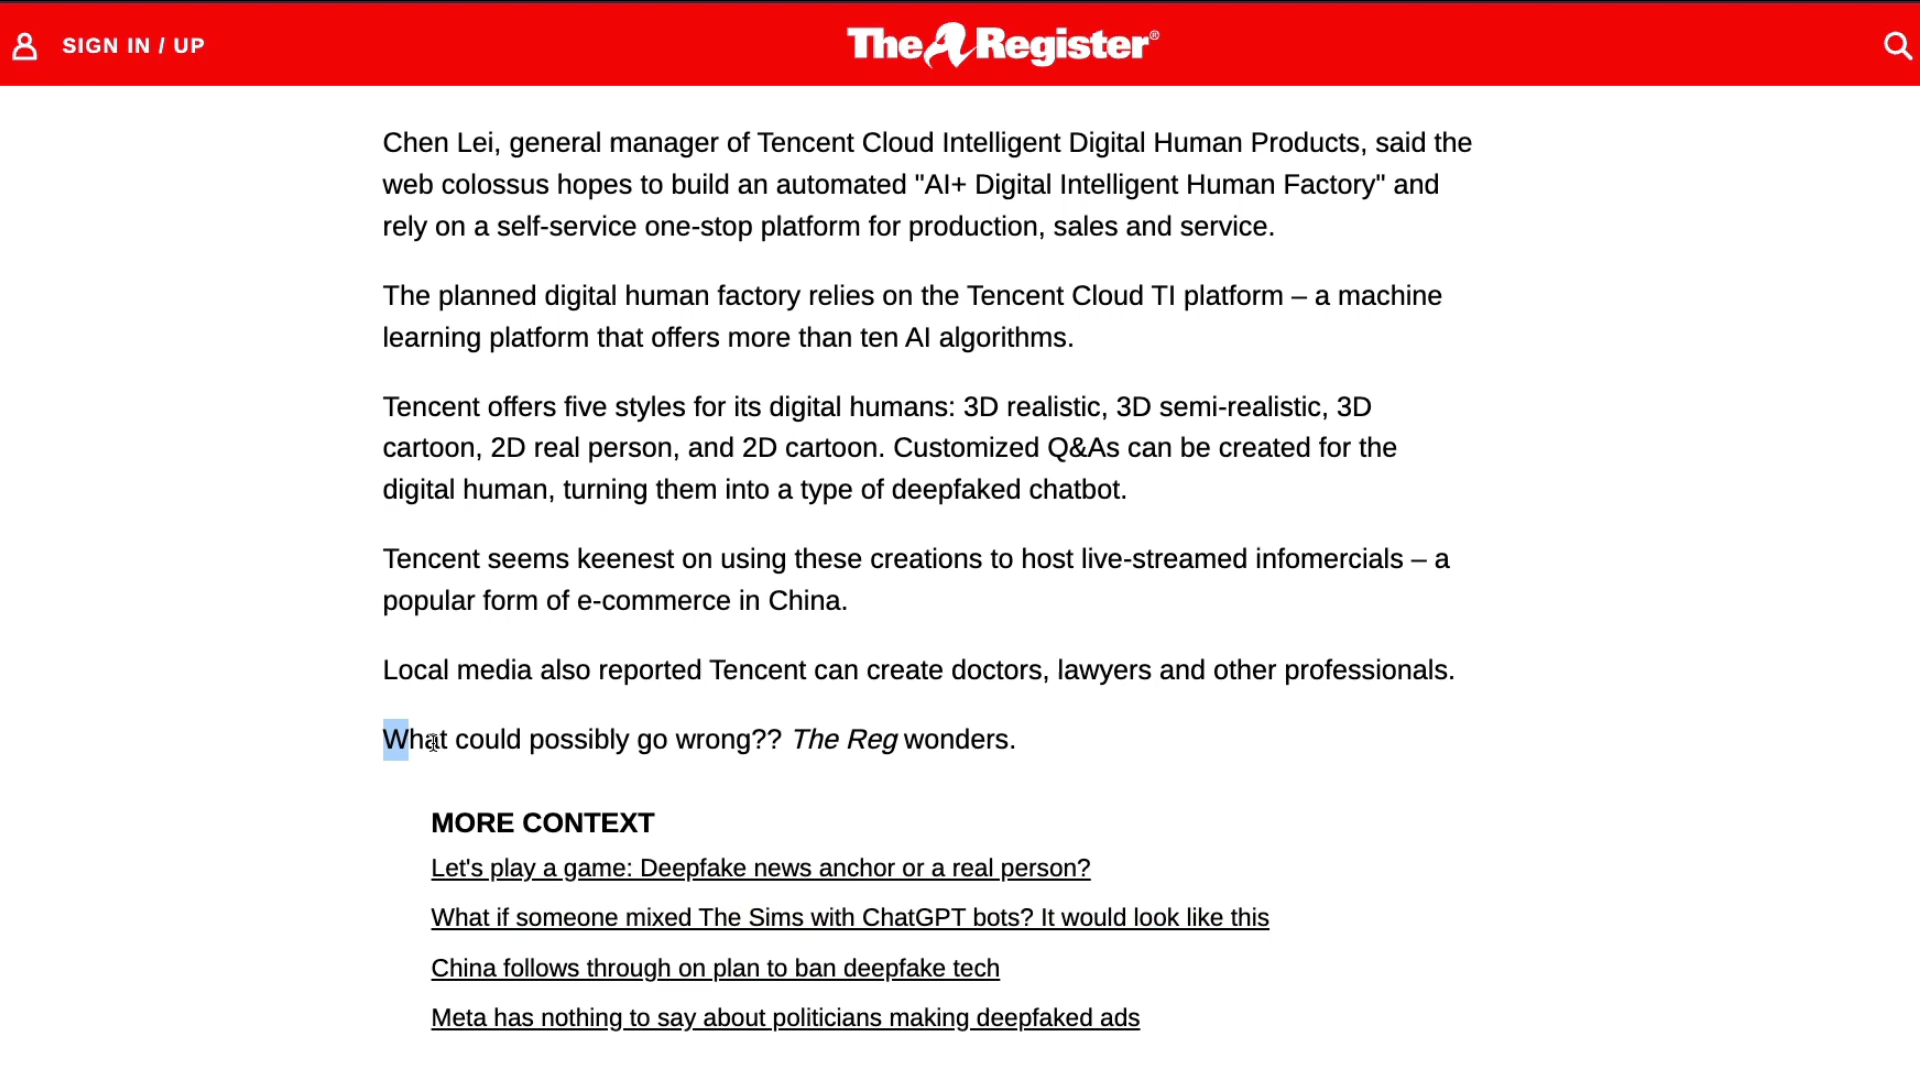 SIGN IN / UP
The Register®
Chen Lei, general manager of Tencent Cloud Intelligent Digital Human Products, said the
web colossus hopes to build an automated "AI+ Digital Intelligent Human Factory" and
rely on a self-service one-stop platform for production, sales and service.
The planned digital human factory relies on the Tencent Cloud TI platform – a machine
learning platform that offers more than ten AI algorithms.
Tencent offers five styles for its digital humans: 3D realistic, 3D semi-realistic, 3D
cartoon, 2D real person, and 2D cartoon. Customized Q&As can be created for the
digital human, turning them into a type of deepfaked chatbot.
Tencent seems keenest on using these creations to host live-streamed infomercials – a
popular form of e-commerce in China.
Local media also reported Tencent can create doctors, lawyers and other professionals.
What could possibly go wrong?? The Reg wonders.
MORE CONTEXT
Let's play a game: Deepfake news anchor or a real person?
What if someone mixed The Sims with ChatGPT bots? It would look like this
China follows through on plan to ban deepfake tech
Meta has nothing to say about politicians making deepfaked ads